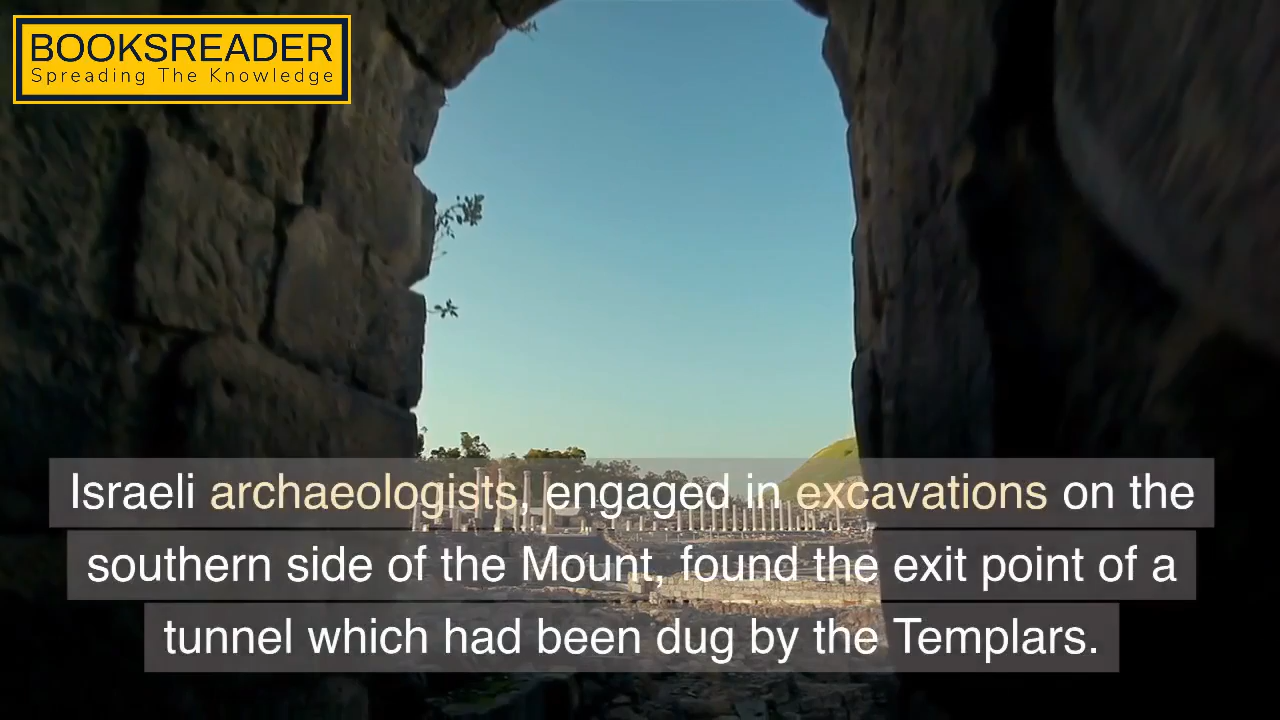 BOOKSREADER
Spreading The Knowledge
Israeli archaeologists, engaged in excavations on the
southern side of the Mount, found the exit point of a
tunnel which had been dug by the Templars.